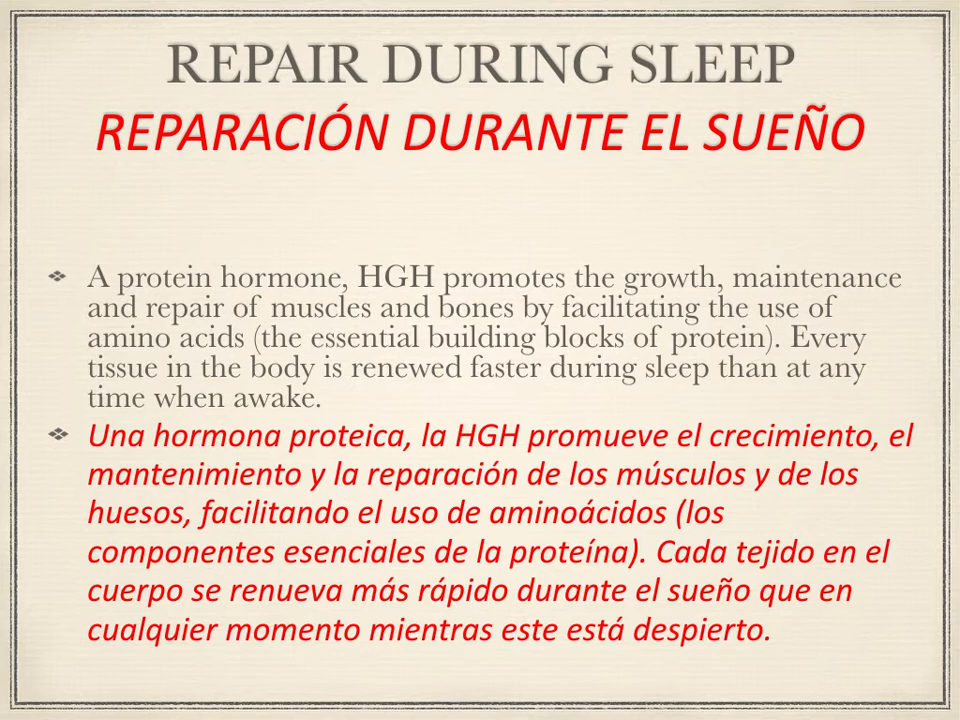 REPAIR DURING SLEEP
REPARACIÓN DURANTE EL SUEÑO
A protein hormone, HGH promotes the growth, maintenance
and repair of muscles and bones by facilitating the use of
amino acids (the essential building blocks of protein). Every
tissue in the body is renewed faster during sleep than at any
time when awake.
Una hormona proteica, la HGH promueve el crecimiento, el
mantenimiento y la reparación de los músculos y de los
huesos, facilitando el uso de aminoácidos (los
componentes esenciales de la proteína). Cada tejido en el
cuerpo se renueva más rápido durante el sueño que en
cualquier momento mientras este está despierto.